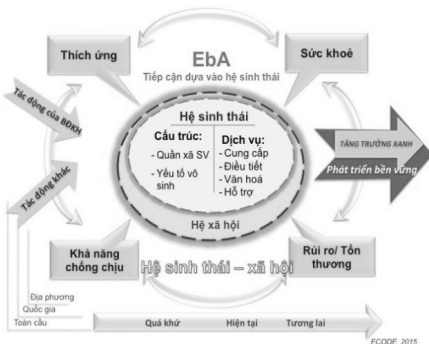 Thích ứng
EbA
Tiếp cận dựa vào hệ sinh thái
Sức khoẻ
Tác động của BĐKH
Tác động khác
Hệ sinh thái
Cấu trúc:
- Quần xã SV
- Yếu tố vô sinh
Dịch vụ:
- Cung cấp
- Điều tiết
- Văn hoá
- Hỗ trợ
Hệ xã hội
TĂNG TRƯỞNG XANH
Phát triển bền vững
Khả năng
chống chịu
Hệ sinh thái – xã hội
Rủi ro/ Tổn
thương
Địa phương
Quốc gia
Toàn cầu
Quá khứ
Hiện tại
Tương lai
ECODE, 2015